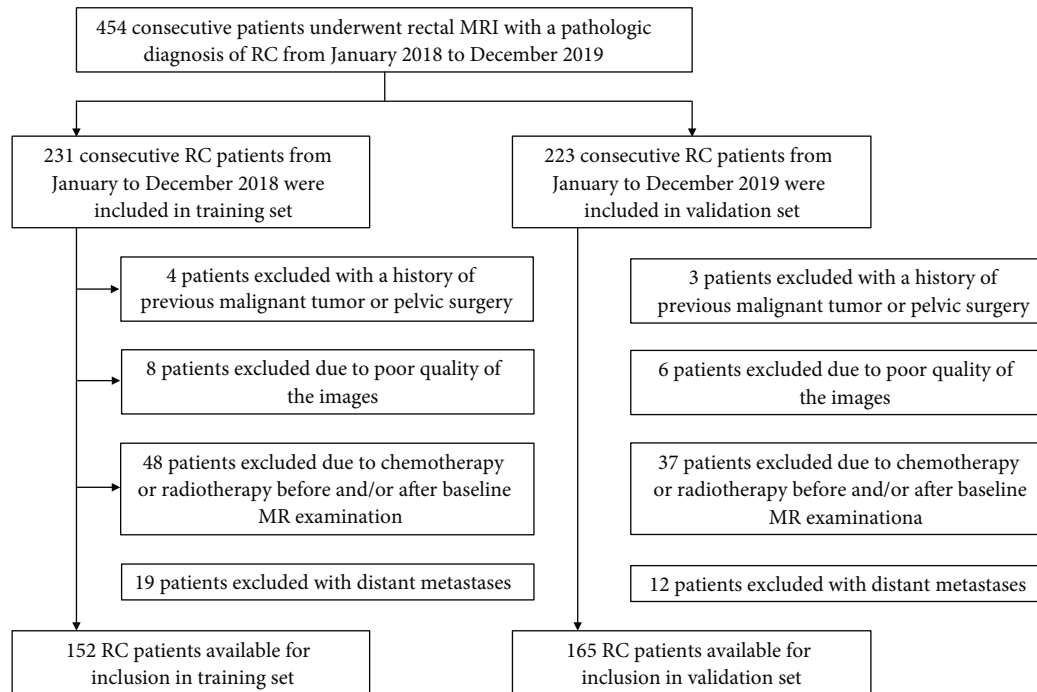 454 consecutive patients underwent rectal MRI with a pathologic
diagnosis of RC from January 2018 to December 2019
231 consecutive RC patients from
January to December 2018 were
included in training set
223 consecutive RC patients from
January to December 2019 were
included in validation set
4 patients excluded with a history of
previous malignant tumor or pelvic surgery
3 patients excluded with a history of
previous malignant tumor or pelvic surgery
8 patients excluded due to poor quality of
the images
6 patients excluded due to poor quality of
the images
48 patients excluded due to chemotherapy
or radiotherapy before and/or after baseline
MR examination
37 patients excluded due to chemotherapy
or radiotherapy before and/or after baseline
MR examinationa
19 patients excluded with distant metastases
12 patients excluded with distant metastases
152 RC patients available for
inclusion in training set
165 RC patients available for
inclusion in validation set